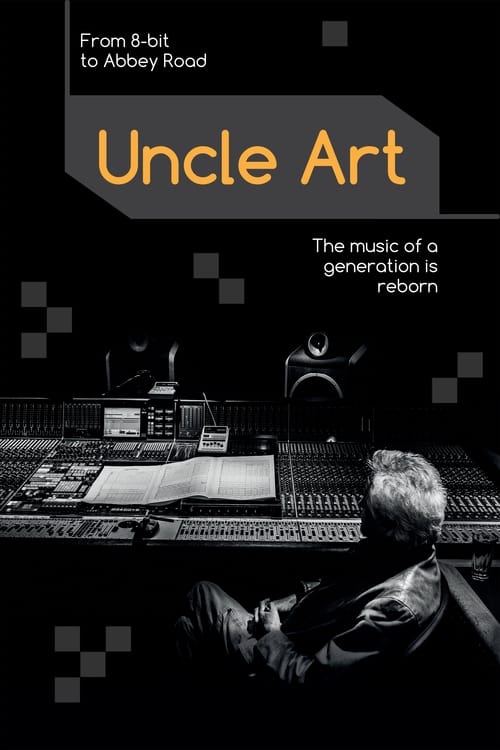 From 8-bit
to Abbey Road
Uncle Art
The music of a
generation is
reborn